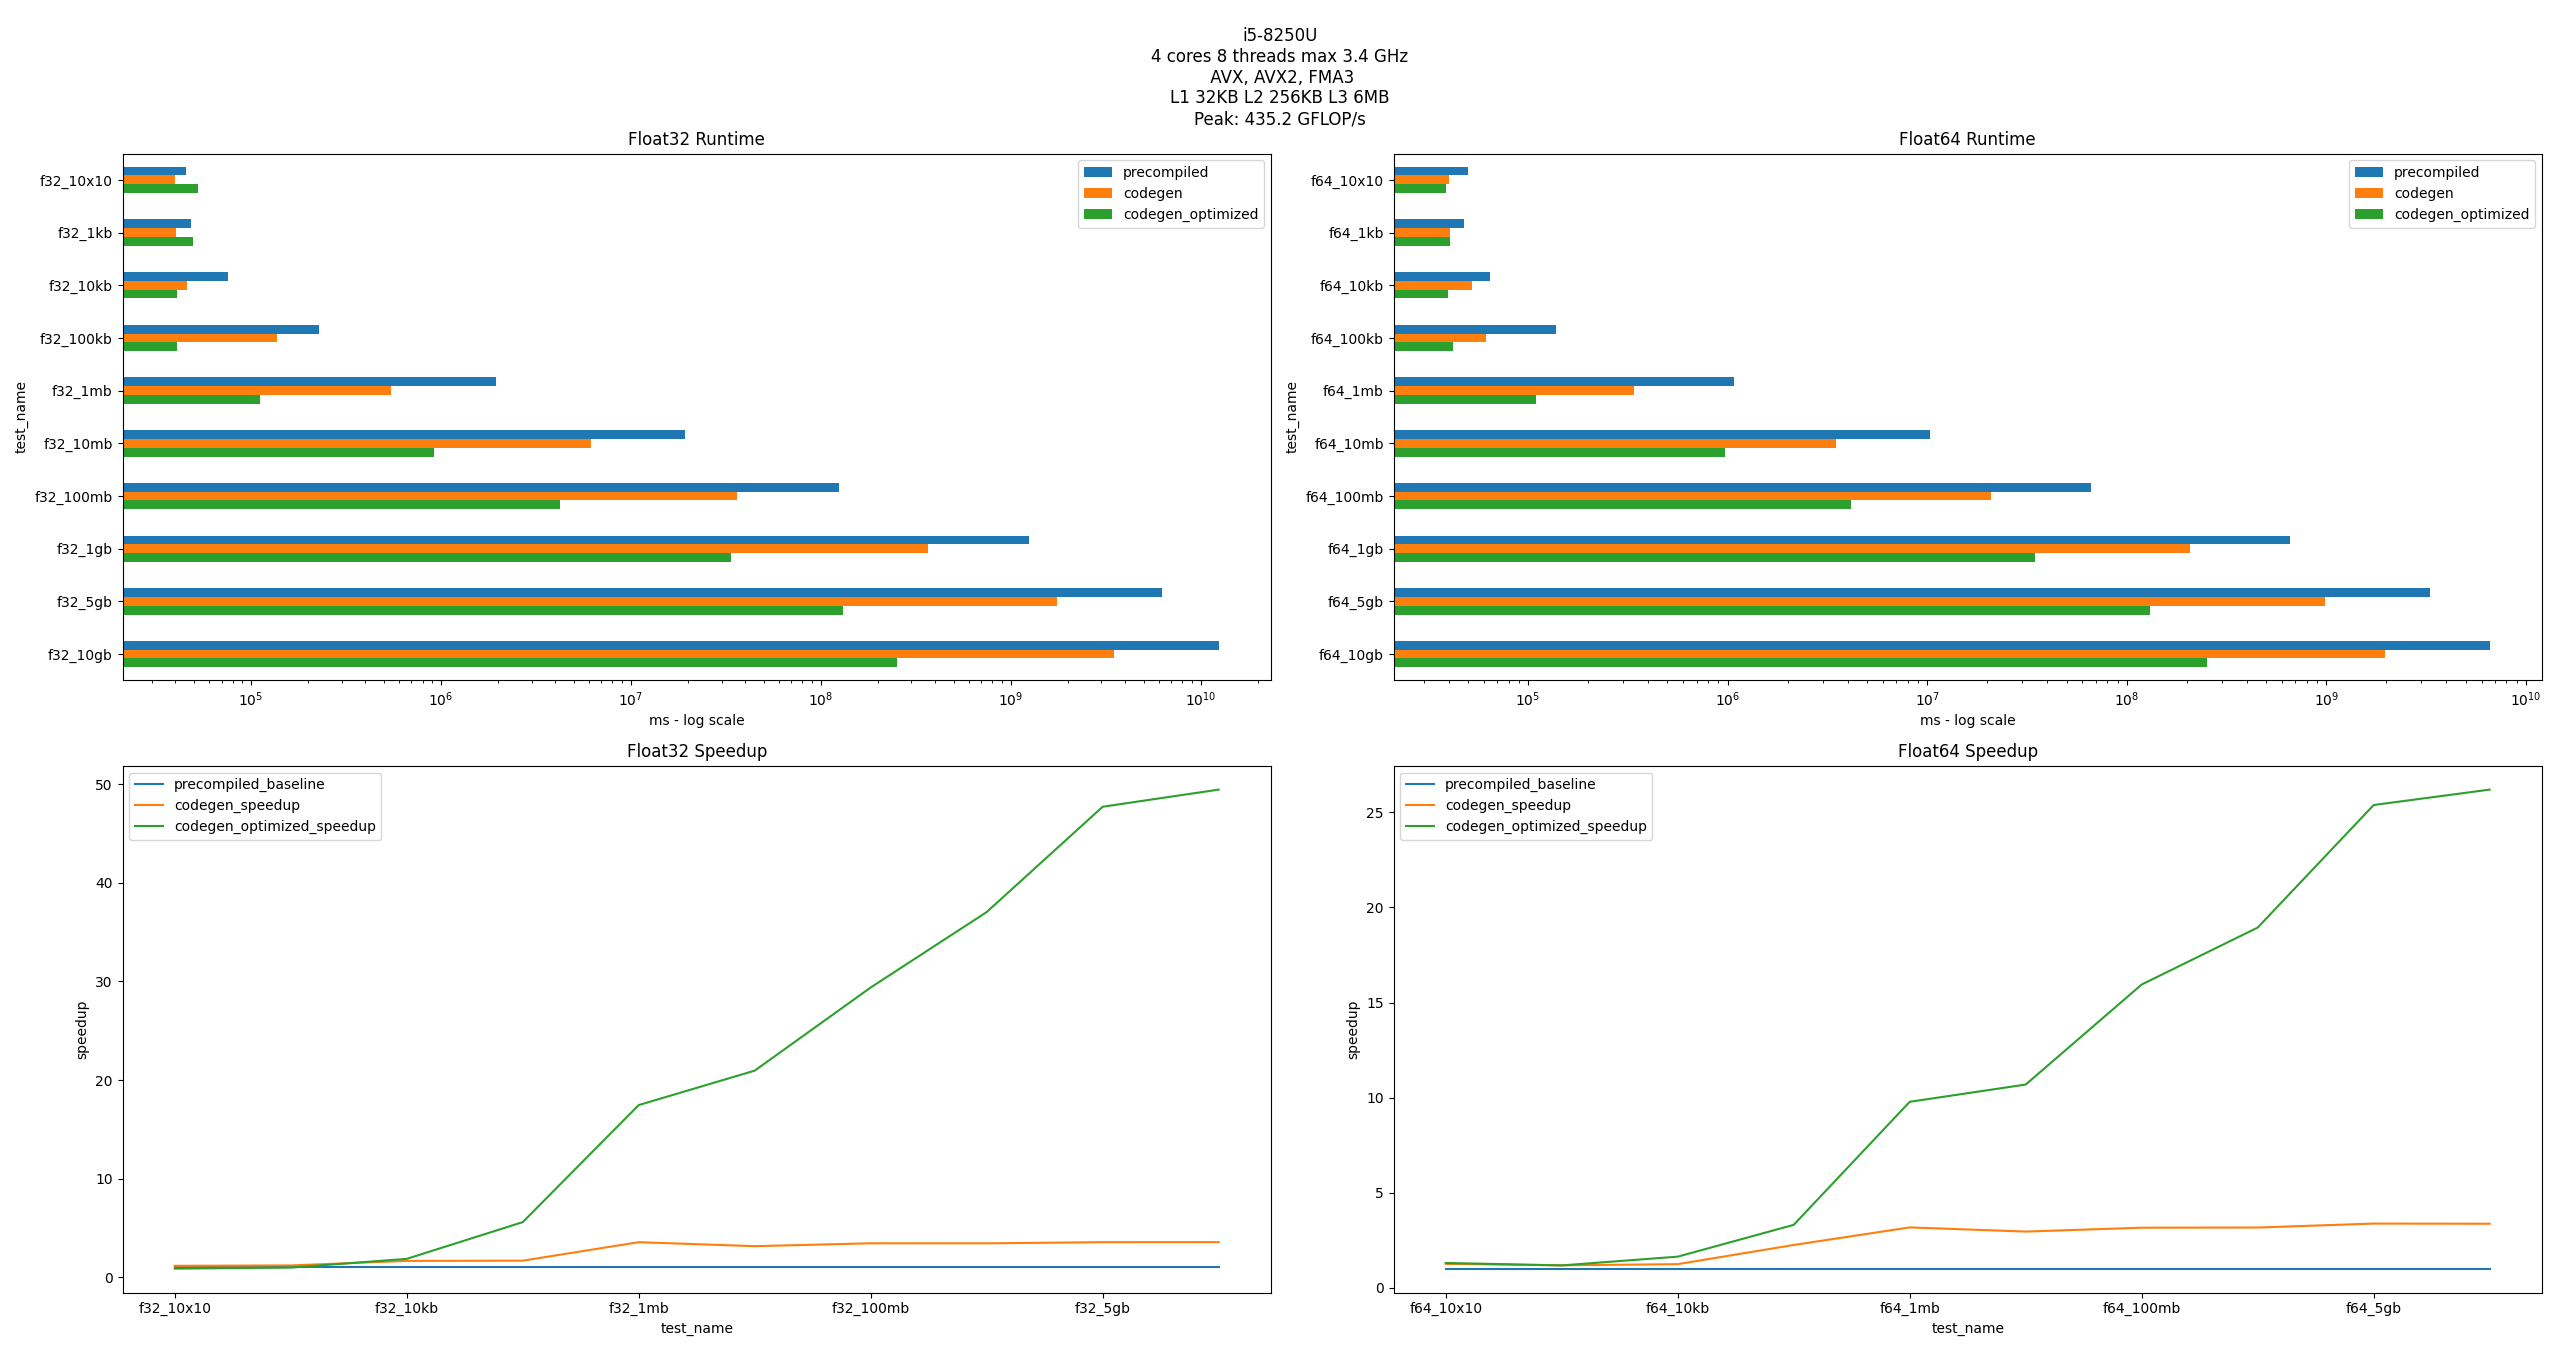 i5-8250U
4 cores 8 threads max 3.4 GHz
AVX, AVX2, FMA3
L1 32KB L2 256KB L3 6MB
Peak: 435.2 GFLOP/s
Float32 Runtime
precompiled
codegen
codegen_optimized
test_name
f32_10x10
f32_1kb
f32_10kb
f32_100kb
f32_1mb
f32_10mb
f32_100mb
f32_1gb
f32_5gb
f32_10gb
10⁵ 10⁶ 10⁷ 10⁸ 10⁹ 10¹⁰
ms - log scale
Float64 Runtime
precompiled
codegen
codegen_optimized
test_name
f64_10x10
f64_1kb
f64_10kb
f64_100kb
f64_1mb
f64_10mb
f64_100mb
f64_1gb
f64_5gb
f64_10gb
10⁵ 10⁶ 10⁷ 10⁸ 10⁹ 10¹⁰
ms - log scale
Float32 Speedup
precompiled_baseline
codegen_speedup
codegen_optimized_speedup
speedup
50
40
30
20
10
0
f32_10x10 f32_10kb f32_1mb f32_100mb f32_5gb
test_name
Float64 Speedup
precompiled_baseline
codegen_speedup
codegen_optimized_speedup
speedup
25
20
15
10
5
0
f64_10x10 f64_10kb f64_1mb f64_100mb f64_5gb
test_name